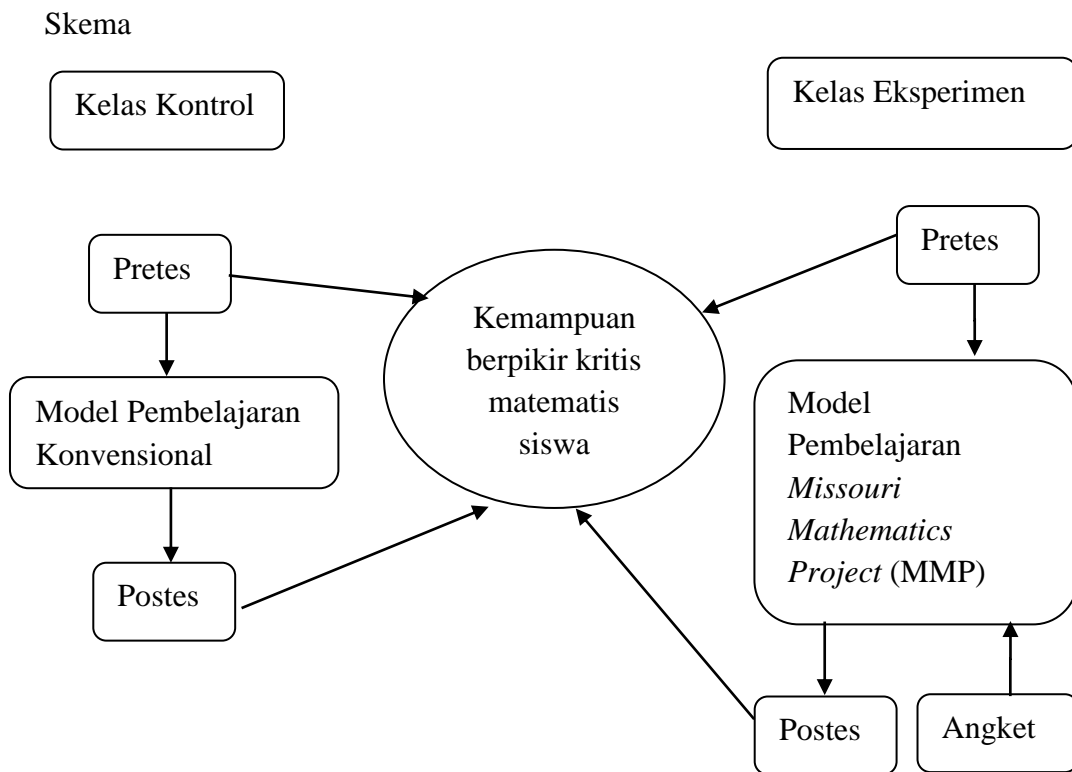 Skema
Kelas Kontrol
Kelas Eksperimen
Pretes
Pretes
Kemampuan
berpikir kritis
matematis
siswa
Model Pembelajaran
Konvensional
Model
Pembelajaran
Missouri
Mathematics
Project (MMP)
Postes
Postes
Angket